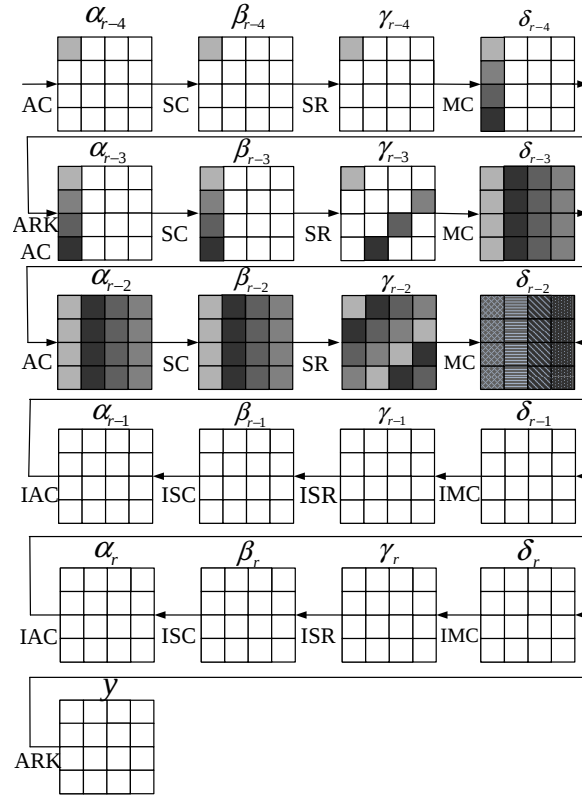 α_{r−4} β_{r−4} γ_{r−4} δ_{r−4}
AC SC SR MC
α_{r−3} β_{r−3} γ_{r−3} δ_{r−3}
ARK
AC SC SR MC
α_{r−2} β_{r−2} γ_{r−2} δ_{r−2}
AC SC SR MC
α_{r−1} β_{r−1} γ_{r−1} δ_{r−1}
IAC ISC ISR IMC
α_r β_r γ_r δ_r
IAC ISC ISR IMC
y
ARK